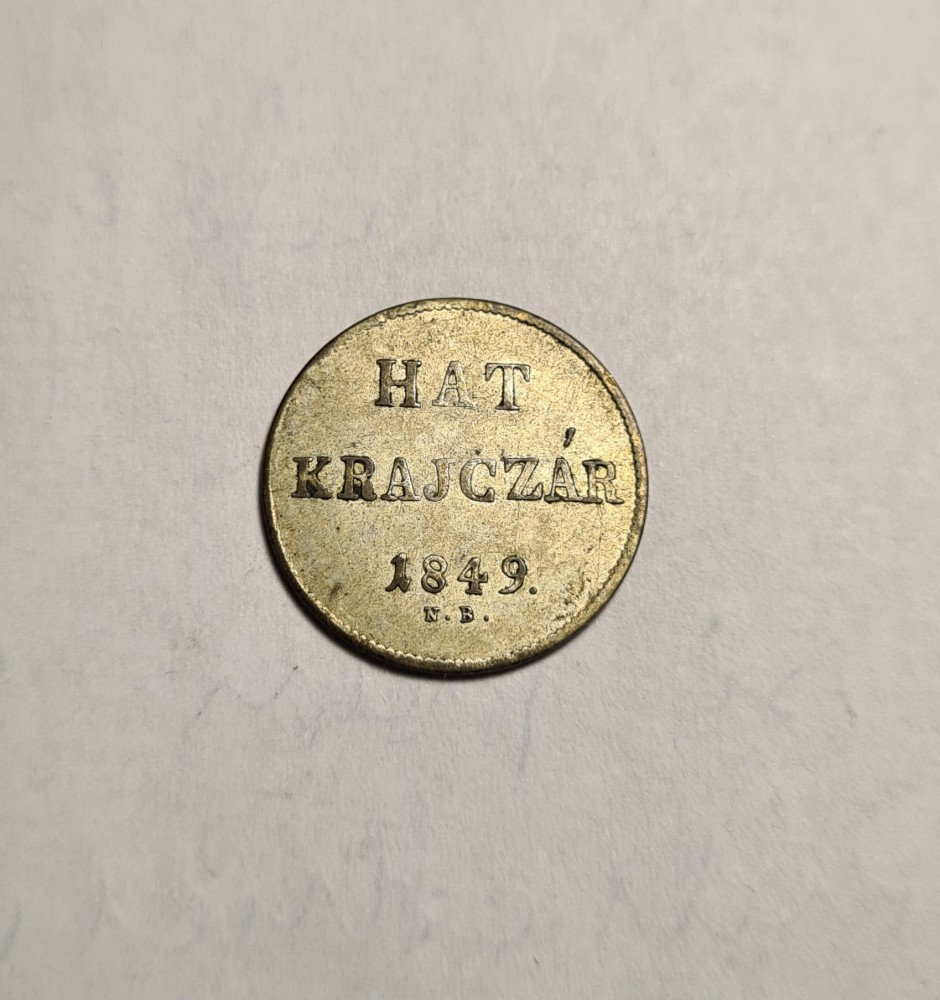 HAT
KRAJCZÁR
1849.
N.B.